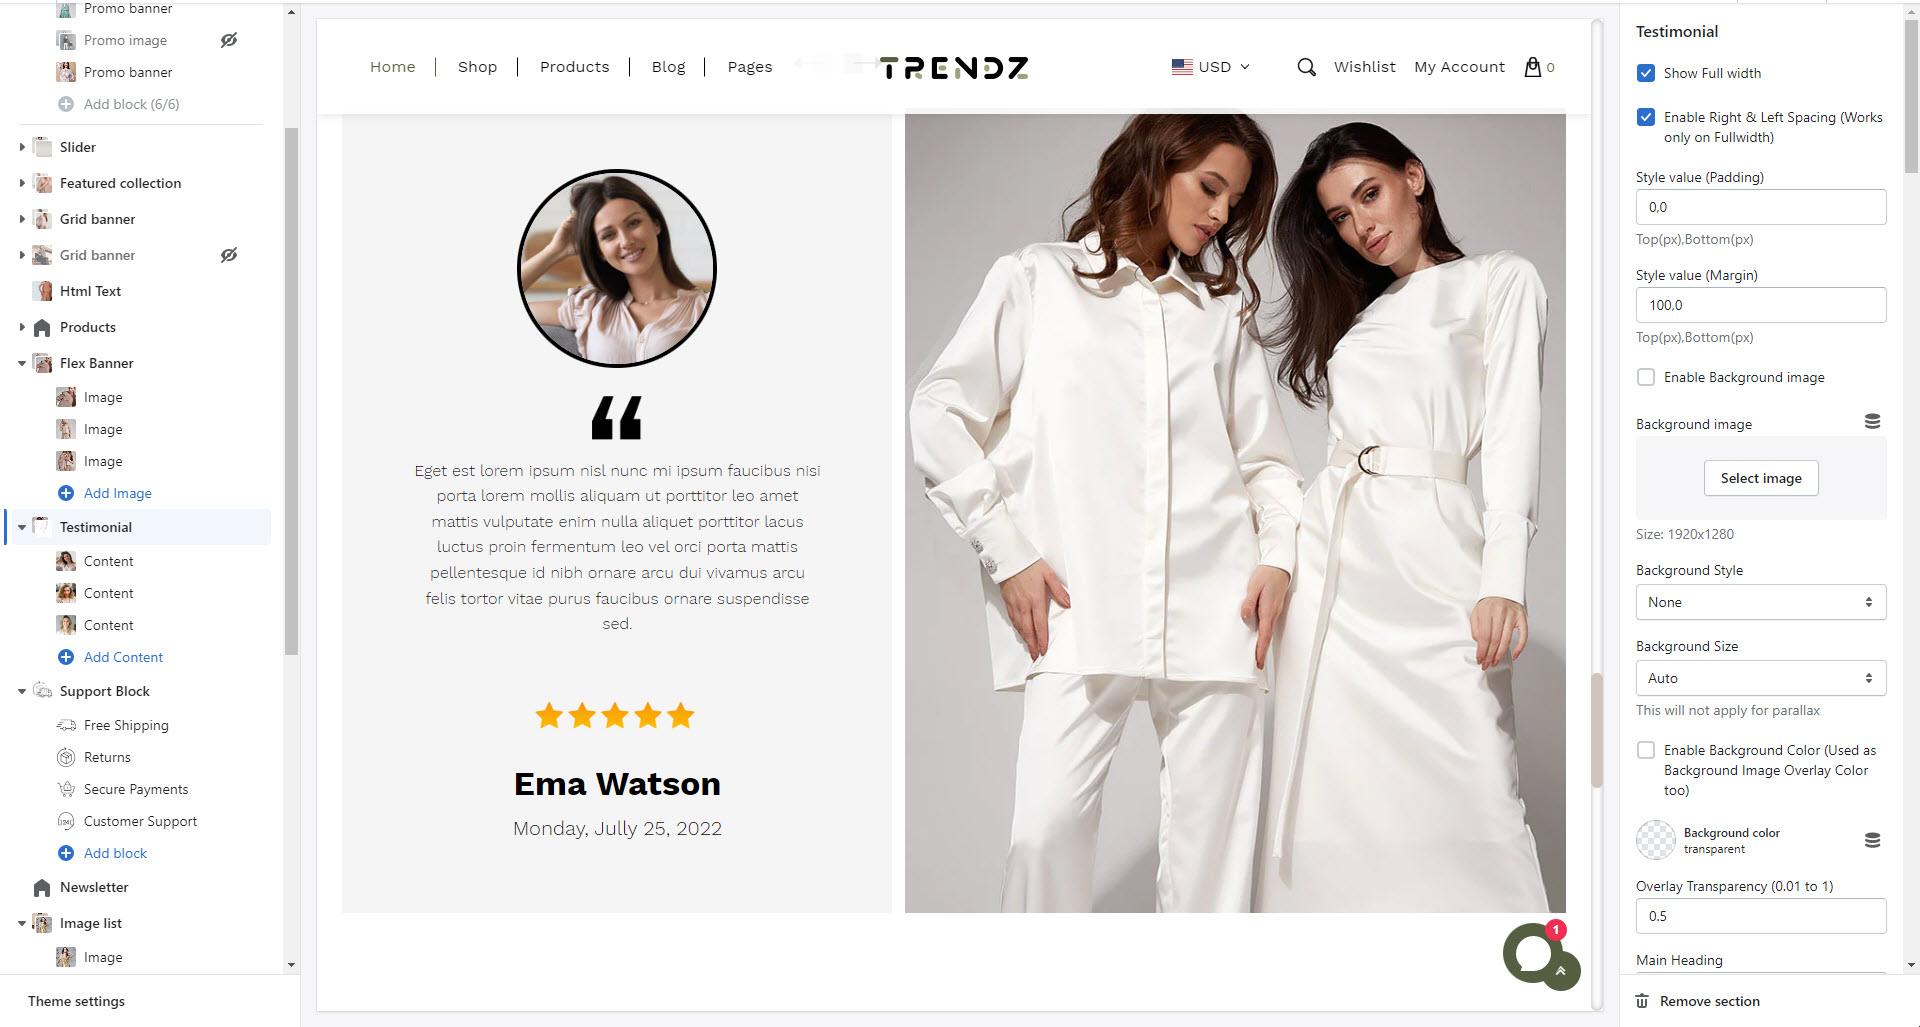 Promo banner
Promo image
Promo banner
Add block (6/6)
Slider
Featured collection
Grid banner
Grid banner
Html Text
Products
Flex Banner
Image
Image
Image
Add Image
Testimonial
Content
Content
Content
Add Content
Support Block
Free Shipping
Returns
Secure Payments
Customer Support
Add block
Newsletter
Image list
Image
Theme settings
Home
Shop
Products
Blog
Pages
TRENDZ
USD
Wishlist
My Account
0
Eget est lorem ipsum nisl nunc mi ipsum faucibus nisi
porta lorem mollis aliquam ut porttitor leo amet
mattis vulputate enim nulla aliquet porttitor lacus
luctus proin fermentum leo vel orci porta mattis
pellentesque id nibh ornare arcu dui vivamus arcu
felis tortor vitae purus faucibus ornare suspendisse
sed.
Ema Watson
Monday, Jully 25, 2022
1
Testimonial
Show Full width
Enable Right & Left Spacing (Works
only on Fullwidth)
Style value (Padding)
0,0
Top(px),Bottom(px)
Style value (Margin)
100,0
Top(px),Bottom(px)
Enable Background image
Background image
Select image
Size: 1920x1280
Background Style
None
Background Size
Auto
This will not apply for parallax
Enable Background Color (Used as
Background Image Overlay Color
too)
Background color
transparent
Overlay Transparency (0.01 to 1)
0.5
Main Heading
Remove section